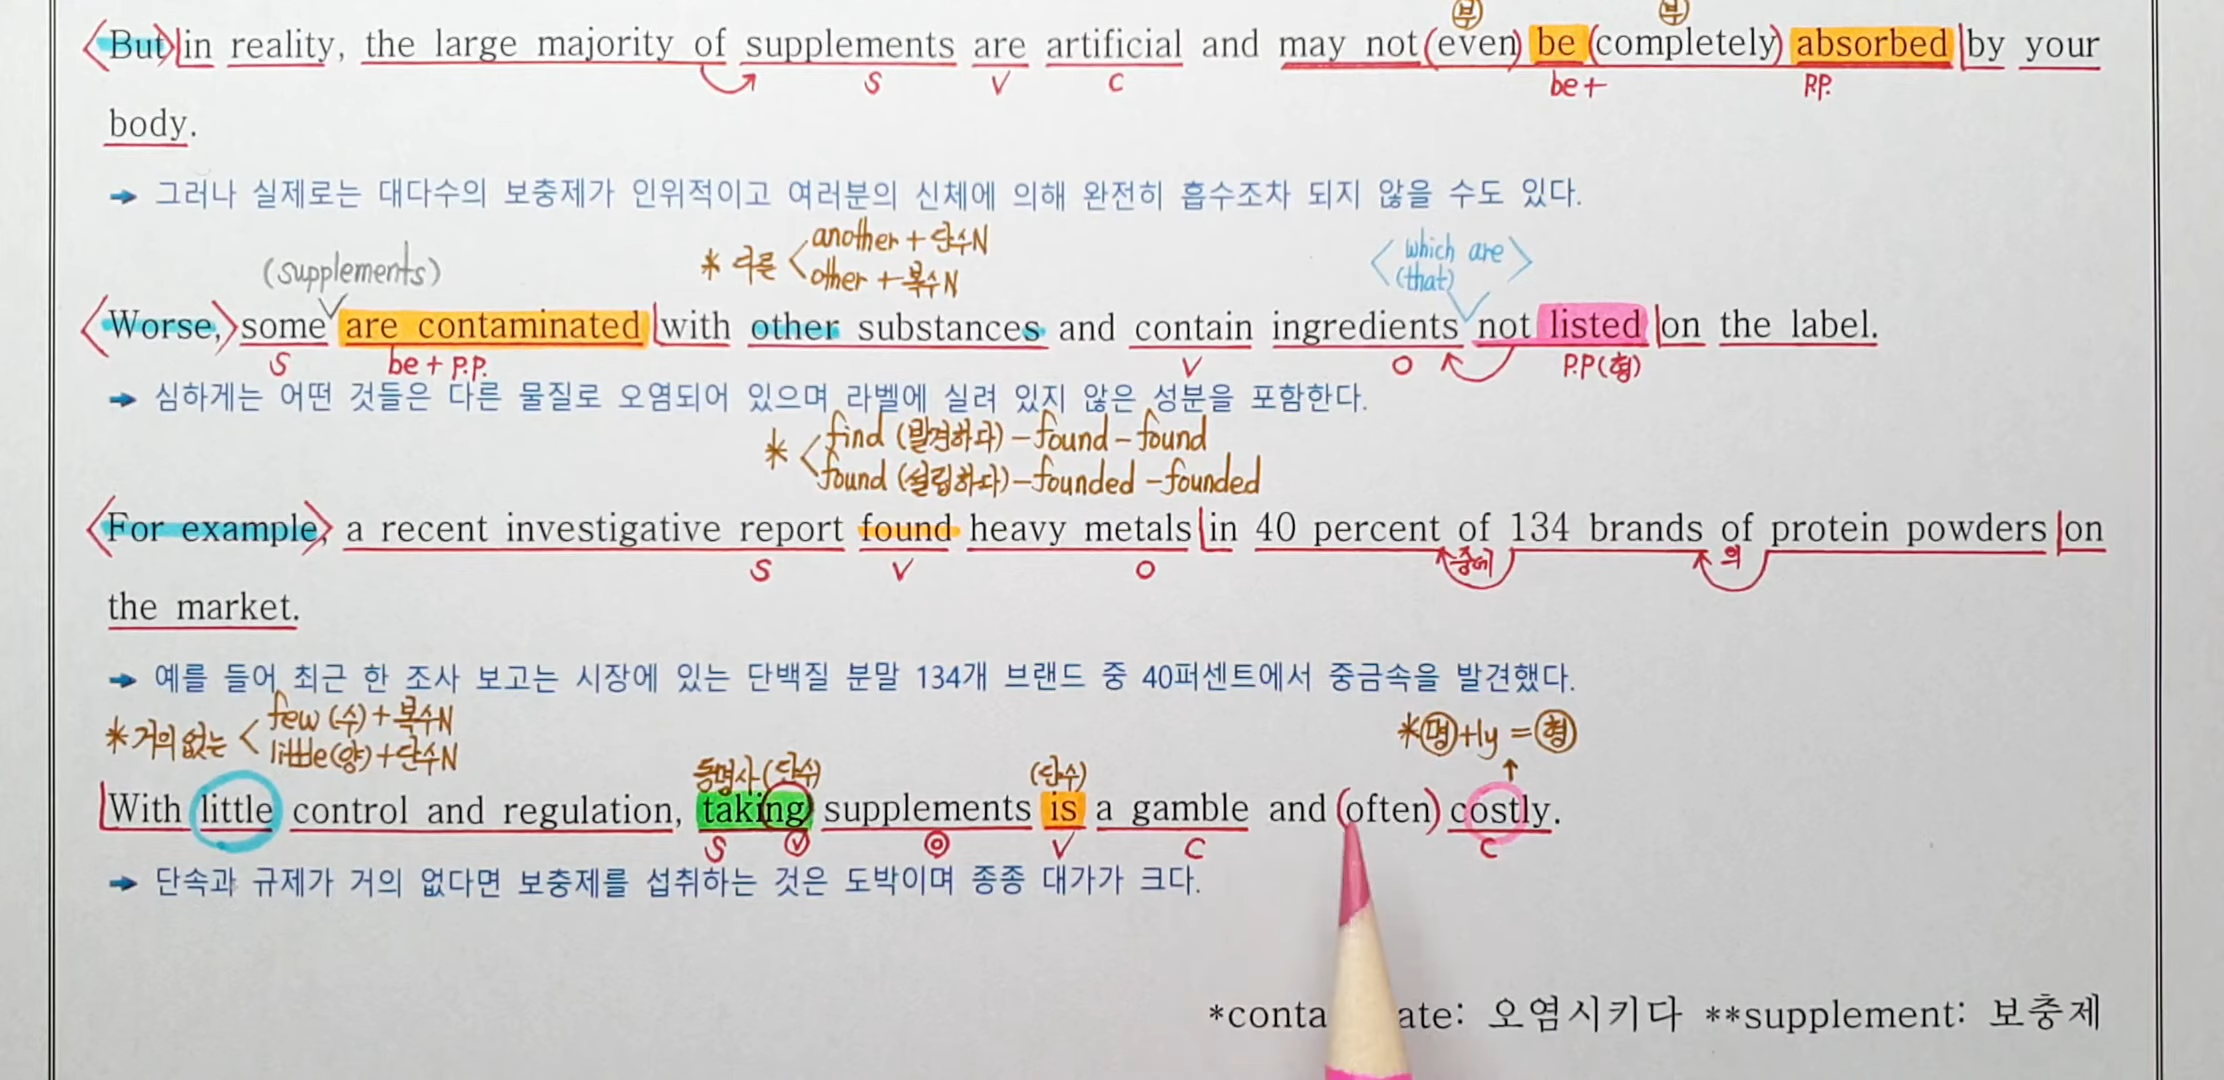 부 부
But in reality, the large majority of supplements are artificial and may not (even) be (completely) absorbed by your
S V C be+ P.P.
body.
→ 그러나 실제로는 대다수의 보충제가 인위적이고 여러분의 신체에 의해 완전히 흡수조차 되지 않을 수도 있다.
(supplements) * 다른 < another + 단수N < which are >
other + 복수N (that)
Worse, some are contaminated with other substances and contain ingredients not listed on the label.
S be + P.P. V O P.P(형)
→ 심하게는 어떤 것들은 다른 물질로 오염되어 있으며 라벨에 실려 있지 않은 성분을 포함한다.
* < find (발견하다) - found - found
found (설립하다) - founded - founded
For example, a recent investigative report found heavy metals in 40 percent of 134 brands of protein powders on
S V O 중에 의
the market.
→ 예를 들어 최근 한 조사 보고는 시장에 있는 단백질 분말 134개 브랜드 중 40퍼센트에서 중금속을 발견했다.
* 거의 없는 < few (수) + 복수N *명+ly = 형
little(양) + 단수N
동명사 (단수) (단수) ↑
With little control and regulation, taking supplements is a gamble and (often) costly.
S V O V C C
→ 단속과 규제가 거의 없다면 보충제를 섭취하는 것은 도박이며 종종 대가가 크다.
*conta ate: 오염시키다 **supplement: 보충제